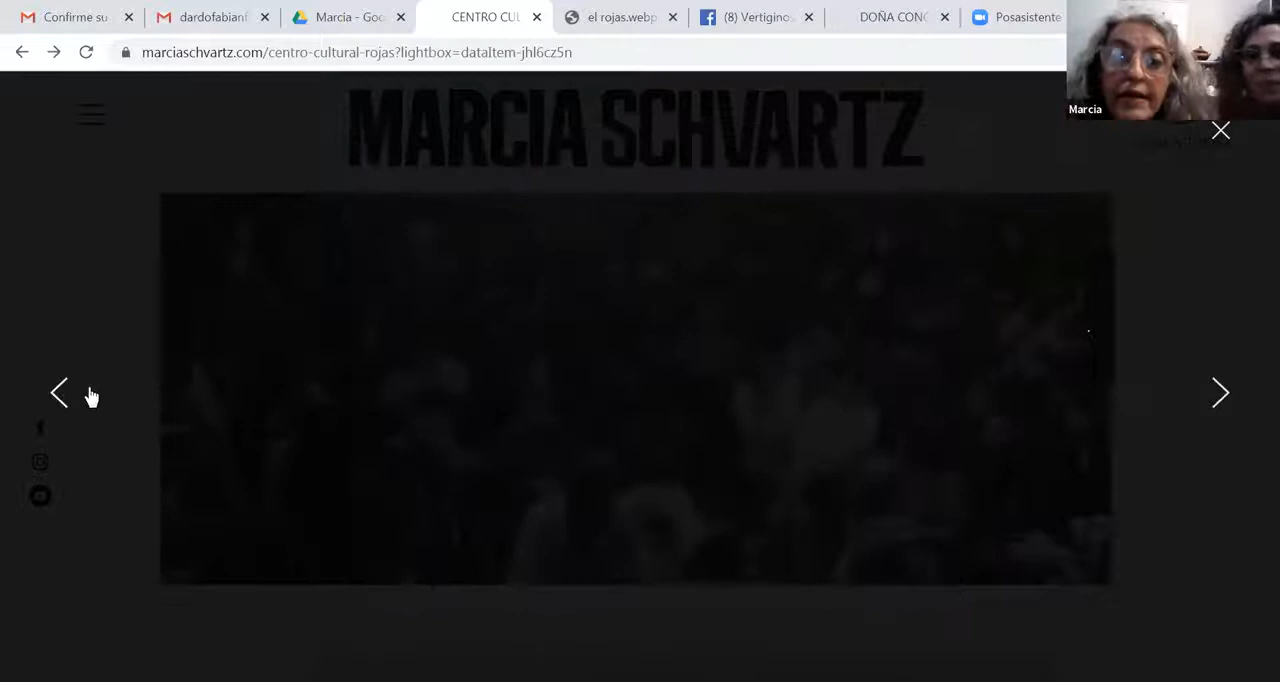 Confirme su
dardofabianf
Marcia - Goo
CENTRO CUL
el rojas.webp
(8) Vertigino
DOÑA CONC
Posasistente
marciaschvartz.com/centro-cultural-rojas?lightbox=dataItem-jhl6cz5n
Marcia
MARCIA SCHVARTZ